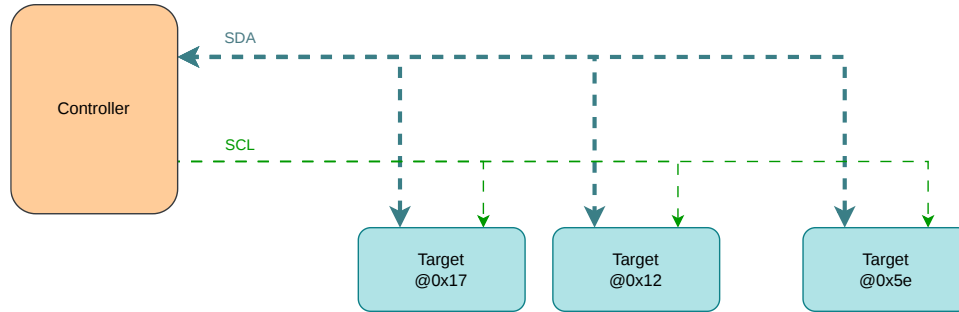 SDA
Controller
SCL
Target
@0x17
Target
@0x12
Target
@0x5e